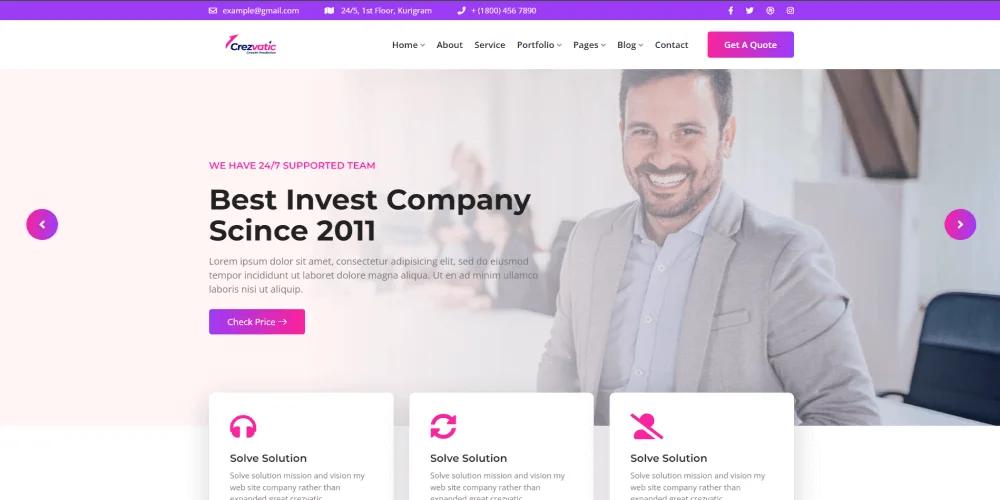 example@gmail.com 24/5, 1st Floor, Kurigram + (1800) 456 7890
Crezvatic
Home About Service Portfolio Pages Blog Contact Get A Quote
WE HAVE 24/7 SUPPORTED TEAM
Best Invest Company
Scince 2011
Lorem ipsum dolor sit amet, consectetur adipisicing elit, sed do eiusmod
tempor incididunt ut laboret dolore magna aliqua. Ut en ad minim ullamco
laboris nisi ut aliquip.
Check Price
Solve Solution Solve Solution Solve Solution
Solve solution mission and vision my Solve solution mission and vision my Solve solution mission and vision my
web site company rather than web site company rather than web site company rather than
expanded great crezvatic expanded great crezvatic expanded great crezvatic